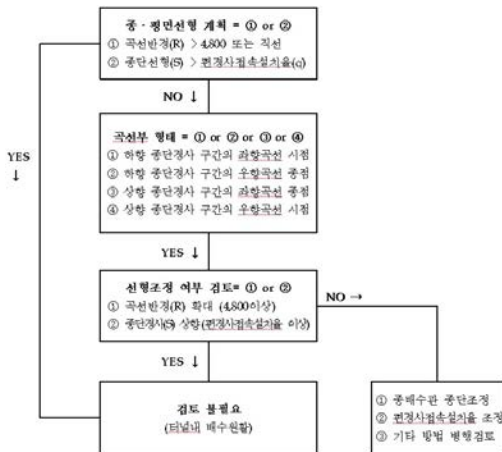 종 · 평면선형 계획 = ① or ②
① 곡선반경(R) > 4,800 또는 직선
② 종단선형(S) > 편경사접속설치율(q)
NO ↓
YES
↓
곡선부 형태 = ① or ② or ③ or ④
① 하향 종단경사 구간의 좌향곡선 시점
② 하향 종단경사 구간의 우향곡선 종점
③ 상향 종단경사 구간의 좌향곡선 종점
④ 상향 종단경사 구간의 우향곡선 시점
YES ↓
선형조정 여부 검토= ① or ②
① 곡선반경(R) 확대 (4,800이상)
② 종단경사(S) 상향(편경사접속설치율 이상)
NO →
YES ↓
검토 불필요
(터널내 배수원활)
① 종배수관 종단조정
② 편경사접속설치율 조정
③ 기타 방법 병행검토